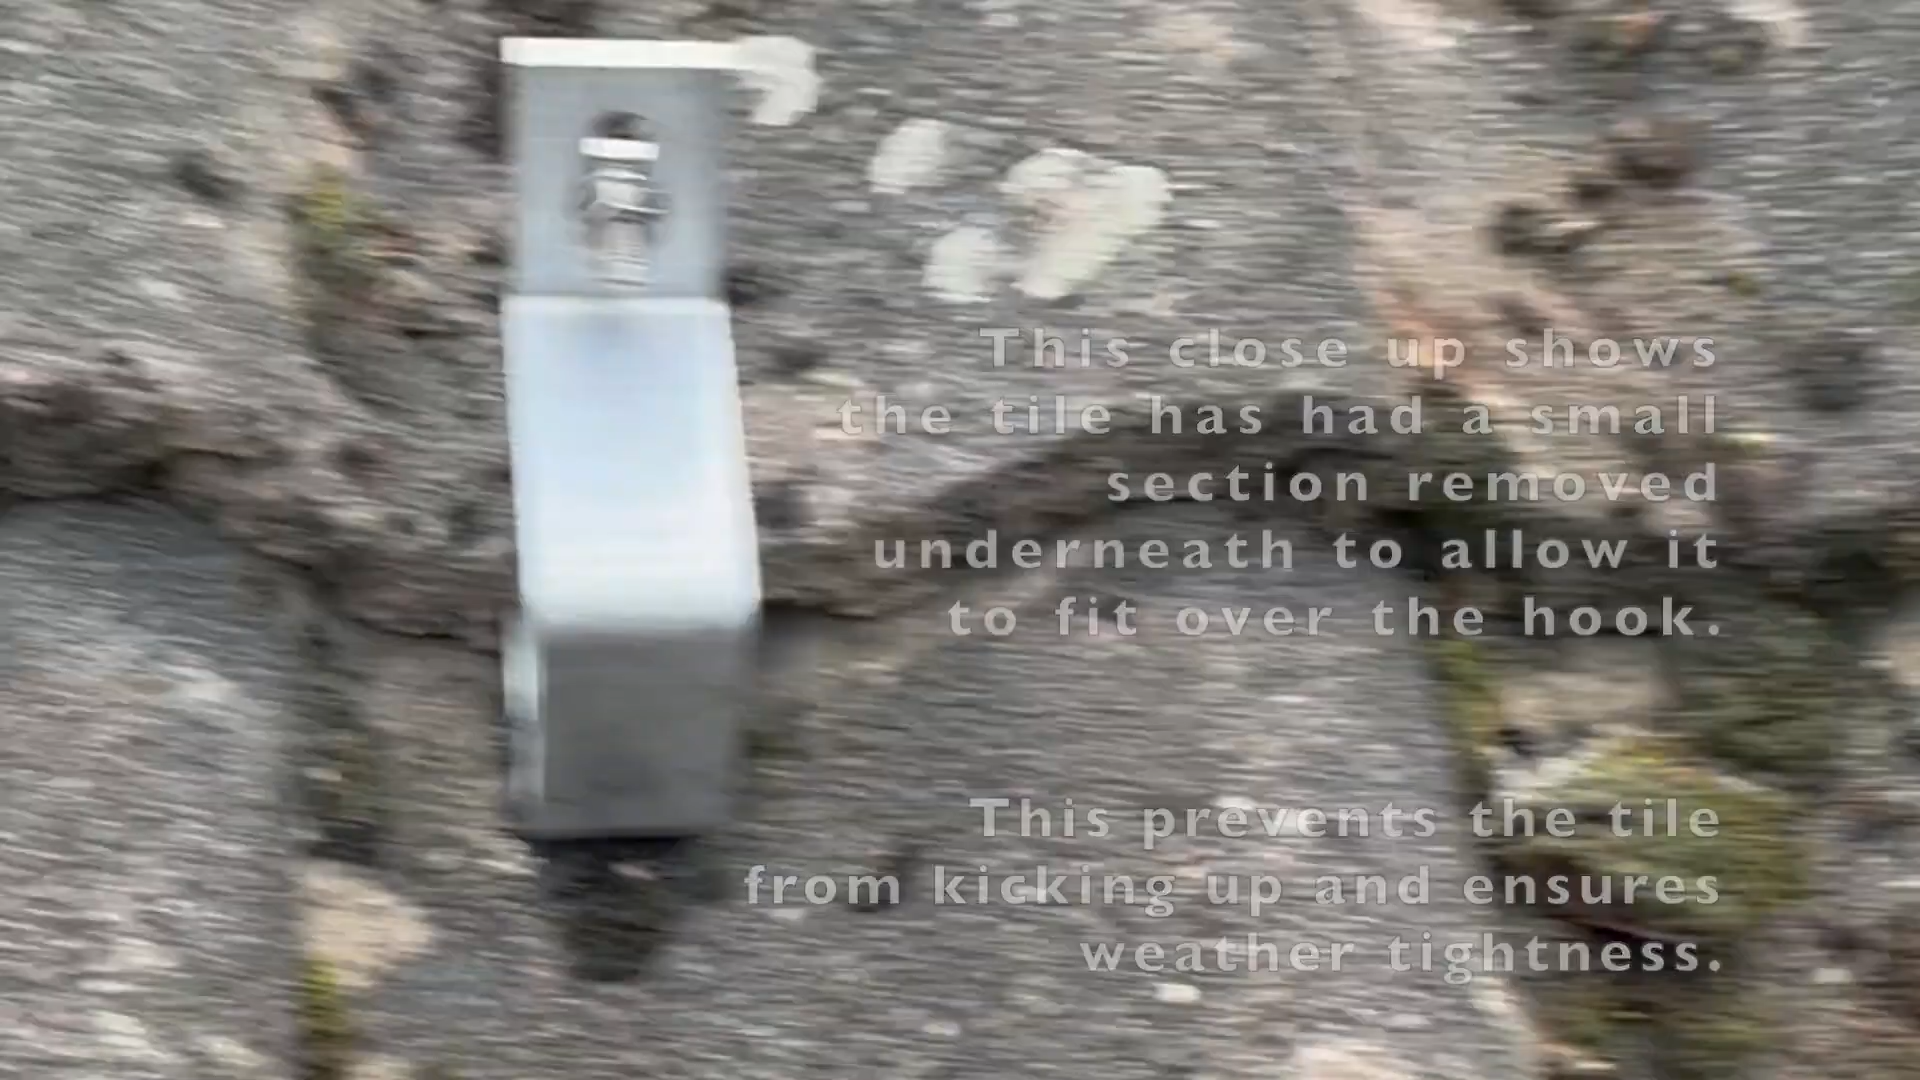 This close up shows
the tile has had a small
section removed
underneath to allow it
to fit over the hook.
This prevents the tile
from kicking up and ensures
weather tightness.